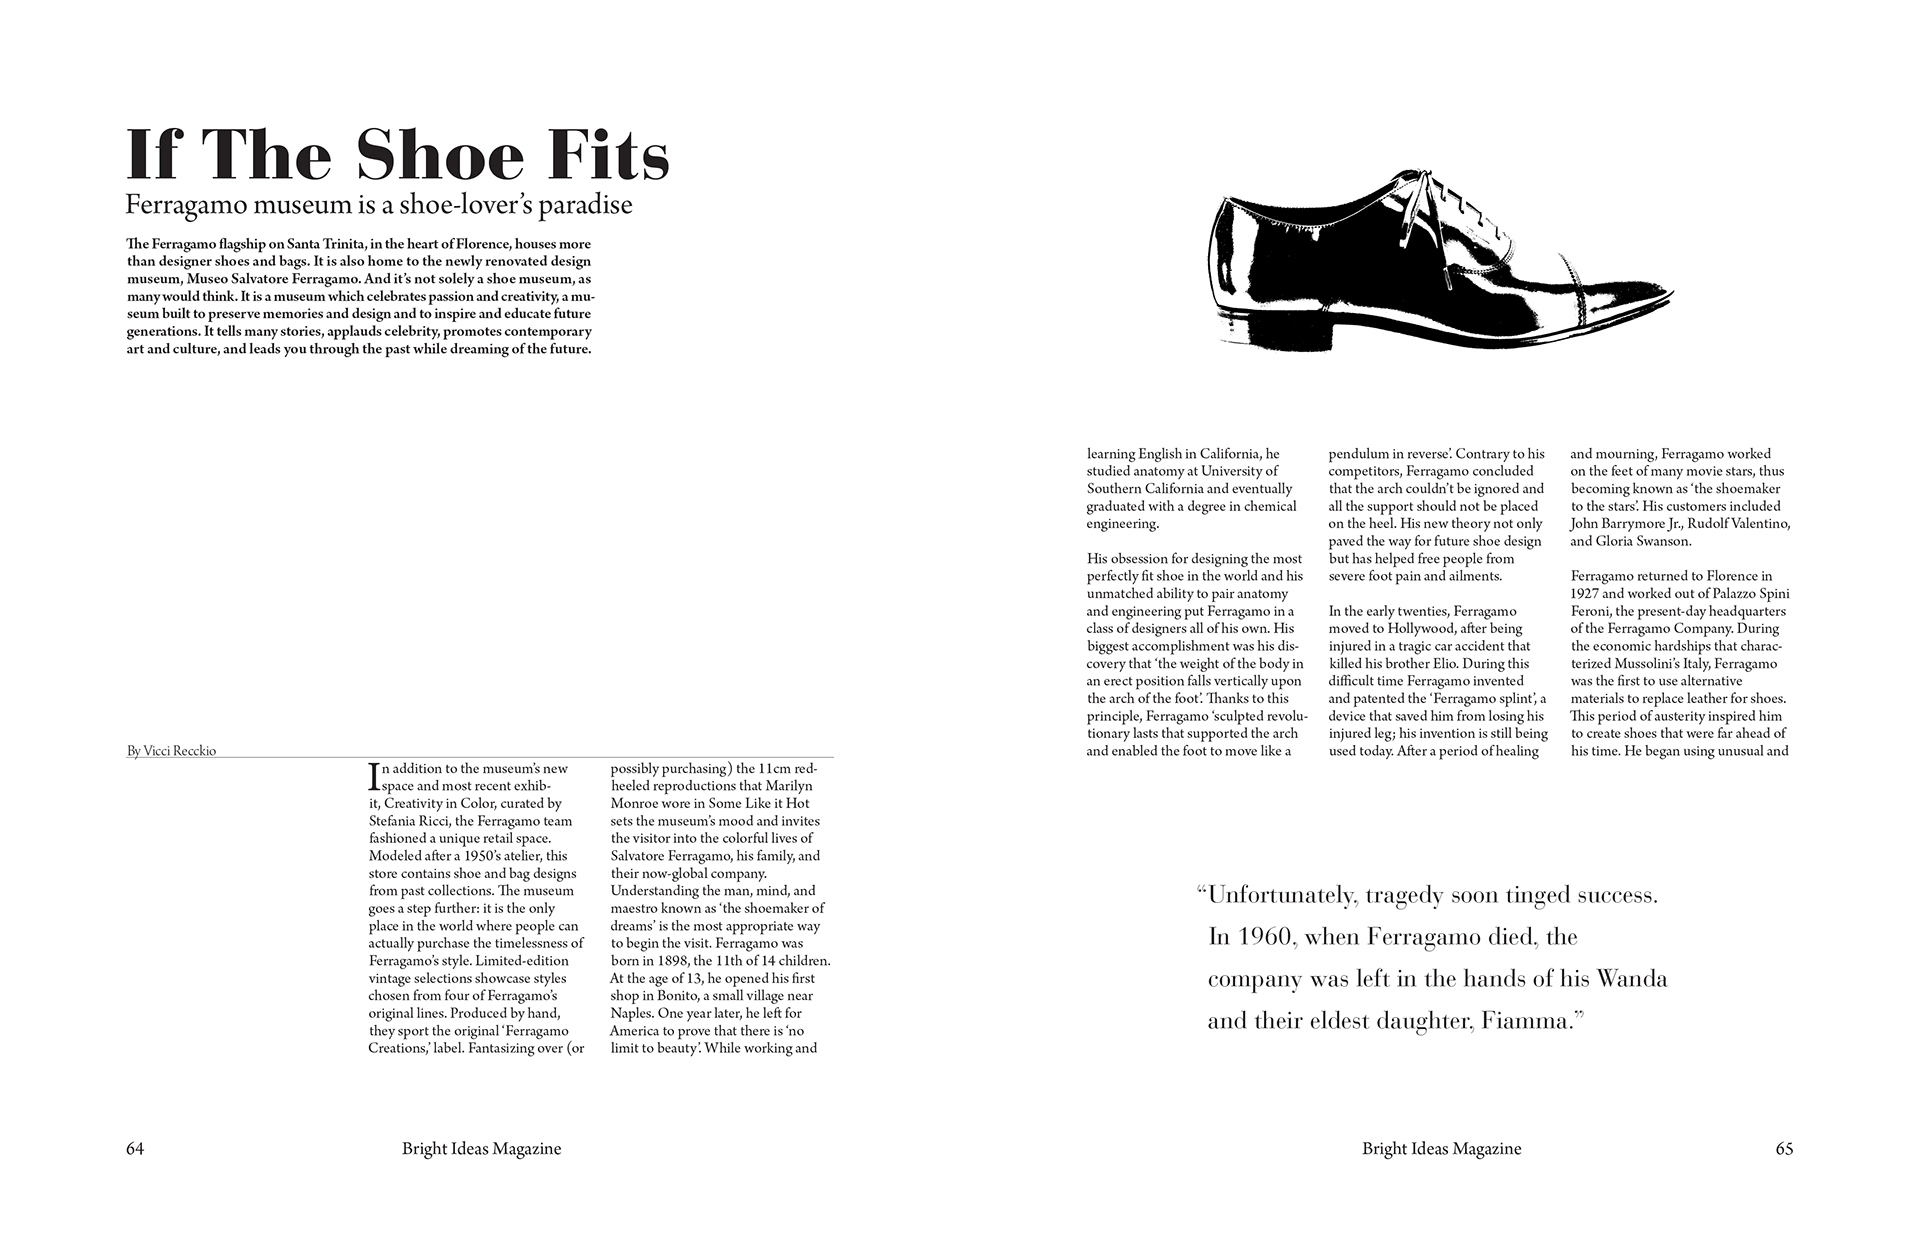 If The Shoe Fits
Ferragamo museum is a shoe-lover’s paradise
The Ferragamo flagship on Santa Trinita, in the heart of Florence, houses more
than designer shoes and bags. It is also home to the newly renovated design
museum, Museo Salvatore Ferragamo. And it’s not solely a shoe museum, as
many would think. It is a museum which celebrates passion and creativity, a mu-
seum built to preserve memories and design and to inspire and educate future
generations. It tells many stories, applauds celebrity, promotes contemporary
art and culture, and leads you through the past while dreaming of the future.
By Vicci Recckio
In addition to the museum’s new
space and most recent exhib-
it, Creativity in Color, curated by
Stefania Ricci, the Ferragamo team
fashioned a unique retail space.
Modeled after a 1950’s atelier, this
store contains shoe and bag designs
from past collections. The museum
goes a step further: it is the only
place in the world where people can
actually purchase the timelessness of
Ferragamo’s style. Limited-edition
vintage selections showcase styles
chosen from four of Ferragamo’s
original lines. Produced by hand,
they sport the original ‘Ferragamo
Creations,’ label. Fantasizing over (or
possibly purchasing) the 11cm red-
heeled reproductions that Marilyn
Monroe wore in Some Like it Hot
sets the museum’s mood and invites
the visitor into the colorful lives of
Salvatore Ferragamo, his family, and
their now-global company.
Understanding the man, mind, and
maestro known as ‘the shoemaker of
dreams’ is the most appropriate way
to begin the visit. Ferragamo was
born in 1898, the 11th of 14 children.
At the age of 13, he opened his first
shop in Bonito, a small village near
Naples. One year later, he left for
America to prove that there is ‘no
limit to beauty’. While working and
64
Bright Ideas Magazine
learning English in California, he
studied anatomy at University of
Southern California and eventually
graduated with a degree in chemical
engineering.
His obsession for designing the most
perfectly fit shoe in the world and his
unmatched ability to pair anatomy
and engineering put Ferragamo in a
class of designers all of his own. His
biggest accomplishment was his dis-
covery that ‘the weight of the body in
an erect position falls vertically upon
the arch of the foot’. Thanks to this
principle, Ferragamo ‘sculpted revolu-
tionary lasts that supported the arch
and enabled the foot to move like a
pendulum in reverse’. Contrary to his
competitors, Ferragamo concluded
that the arch couldn’t be ignored and
all the support should not be placed
on the heel. His new theory not only
paved the way for future shoe design
but has helped free people from
severe foot pain and ailments.
In the early twenties, Ferragamo
moved to Hollywood, after being
injured in a tragic car accident that
killed his brother Elio. During this
difficult time Ferragamo invented
and patented the ‘Ferragamo splint’, a
device that saved him from losing his
injured leg; his invention is still being
used today. After a period of healing
and mourning, Ferragamo worked
on the feet of many movie stars, thus
becoming known as ‘the shoemaker
to the stars’. His customers included
John Barrymore Jr., Rudolf Valentino,
and Gloria Swanson.
Ferragamo returned to Florence in
1927 and worked out of Palazzo Spini
Feroni, the present-day headquarters
of the Ferragamo Company. During
the economic hardships that charac-
terized Mussolini’s Italy, Ferragamo
was the first to use alternative
materials to replace leather for shoes.
This period of austerity inspired him
to create shoes that were far ahead of
his time. He began using unusual and
“Unfortunately, tragedy soon tinged success.
In 1960, when Ferragamo died, the
company was left in the hands of his Wanda
and their eldest daughter, Fiamma.”
Bright Ideas Magazine
65